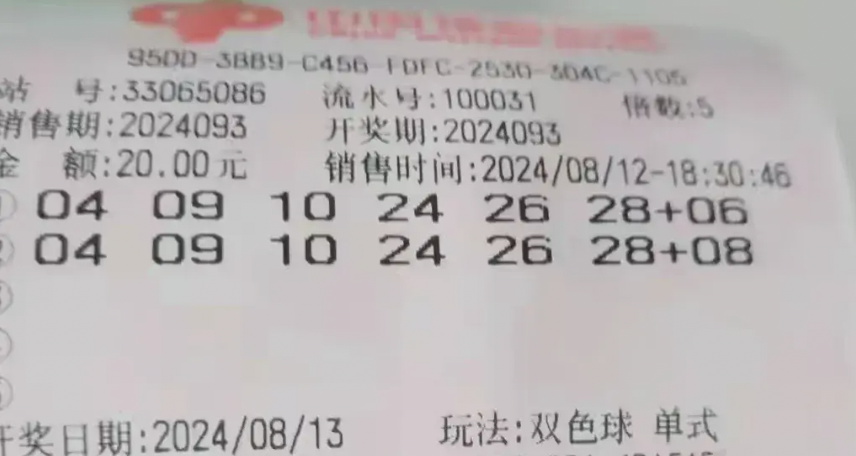 95DD-3BB9-C456-FDFC-2530-304C-1105
站 号:33065086 流水号:100031 倍数:5
销售期:2024093 开奖期:2024093
金 额:20.00元 销售时间:2024/08/12-18:30:46
① 04 09 10 24 26 28+06
② 04 09 10 24 26 28+08
③
④
⑤
开奖日期:2024/08/13 玩法:双色球 单式